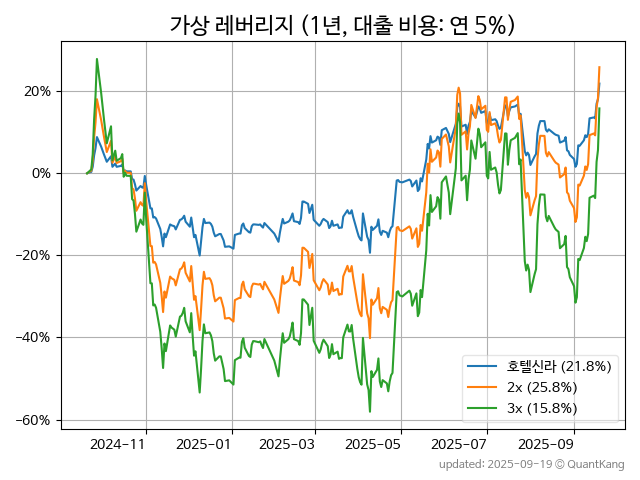 가상 레버리지 (1년, 대출 비용: 연 5%)
20%
0%
−20%
−40%
−60%
호텔신라 (21.8%)
2x (25.8%)
3x (15.8%)
2024-11 2025-01 2025-03 2025-05 2025-07 2025-09
updated: 2025-09-19 © QuantKang